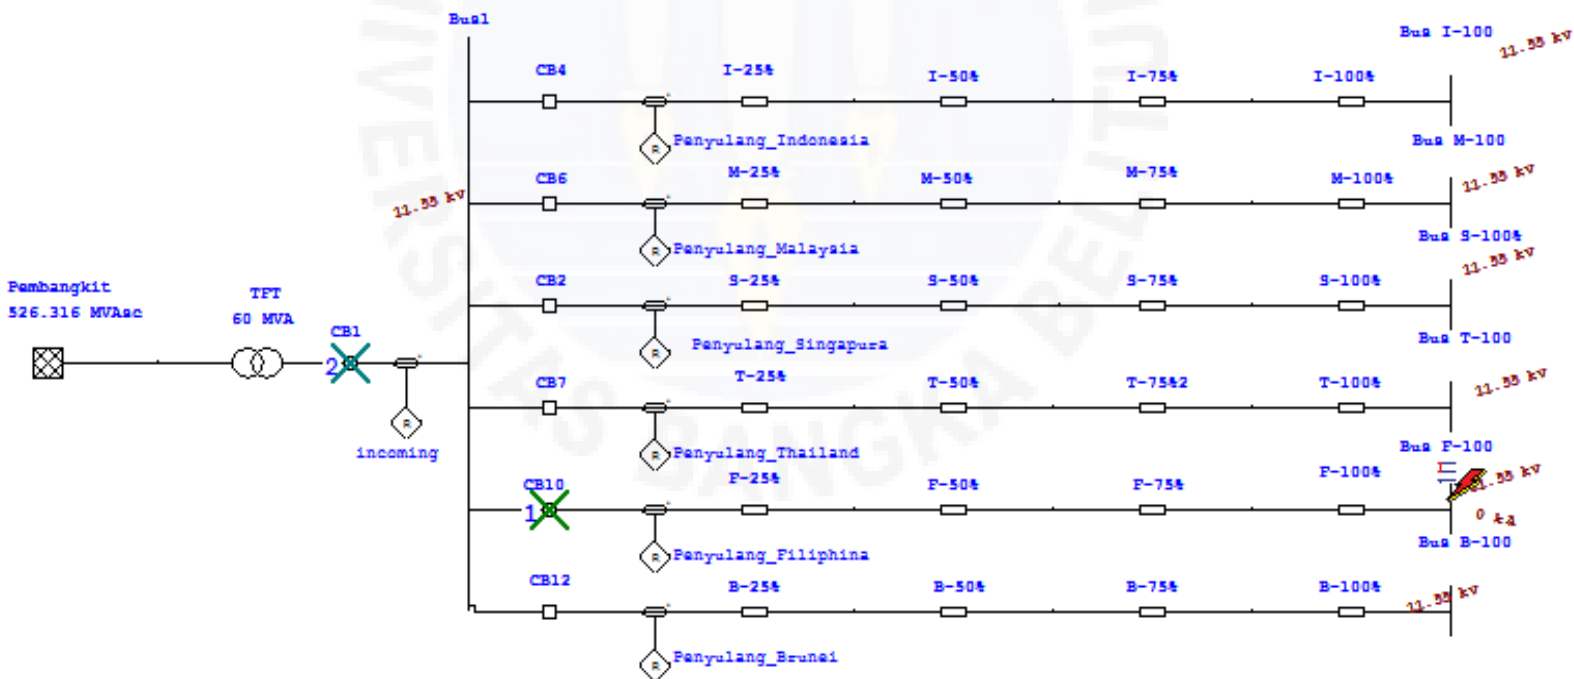 Bus1
Bus I-100
11.55 kV
CB4
I-25%
I-50%
I-75%
I-100%
R
Penyulang_Indonesia
Bus M-100
CB6
M-25%
M-50%
M-75%
M-100%
11.55 kV
11.55 kV
R
Penyulang_Malaysia
Bus S-100%
CB2
S-25%
S-50%
S-75%
S-100%
11.55 kV
Pembangkit
526.316 MVAsc
TFT
60 MVA
CB1
2
R
Penyulang_Singapura
Bus T-100
CB7
T-25%
T-50%
T-75%2
T-100%
11.55 kV
R
incoming
R
Penyulang_Thailand
Bus F-100
CB10
1
F-25%
F-50%
F-75%
F-100%
0 kA
R
Penyulang_Filiphina
Bus B-100
CB12
B-25%
B-50%
B-75%
B-100%
11.55 kV
R
Penyulang_Brunei
UNIVERSITAS BANGKA BELITUNG